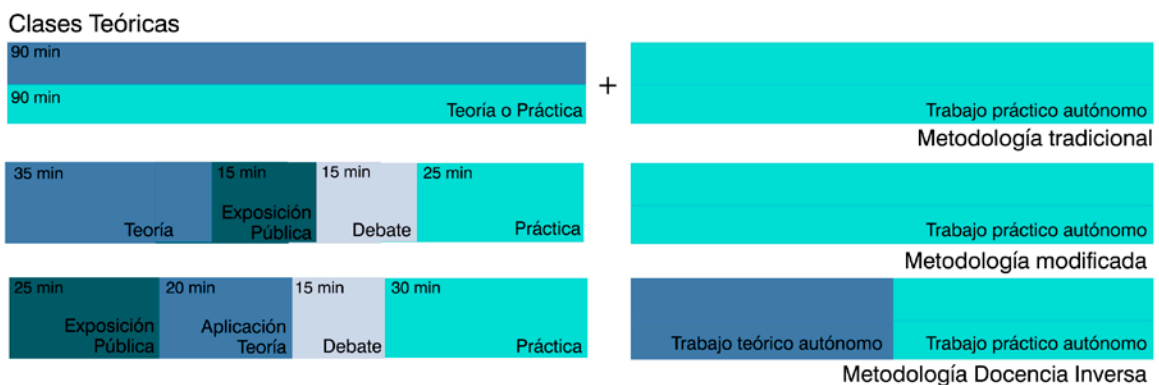 Clases Teóricas
90 min
90 min
Teoría o Práctica
+
Trabajo práctico autónomo
Metodología tradicional
35 min
Teoría
15 min
Exposición
Pública
15 min
Debate
25 min
Práctica
Trabajo práctico autónomo
Metodología modificada
25 min
Exposición
Pública
20 min
Aplicación
Teoría
15 min
Debate
30 min
Práctica
Trabajo teórico autónomo
Trabajo práctico autónomo
Metodología Docencia Inversa